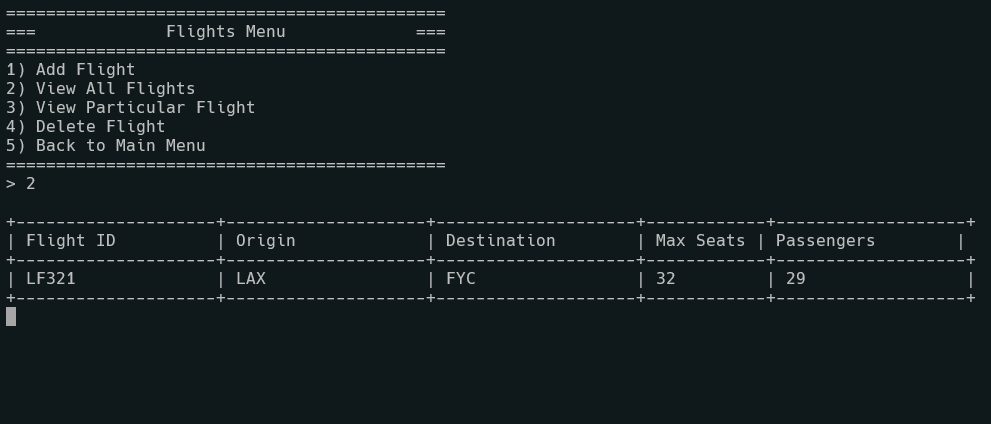 ============================================
===             Flights Menu             ===
============================================
1) Add Flight
2) View All Flights
3) View Particular Flight
4) Delete Flight
5) Back to Main Menu
============================================
> 2
+--------------------+--------------------+--------------------+------------+-------------------+
| Flight ID          | Origin             | Destination        | Max Seats | Passengers        |
+--------------------+--------------------+--------------------+------------+-------------------+
| LF321              | LAX                | FYC                | 32         | 29                |
+--------------------+--------------------+--------------------+------------+-------------------+